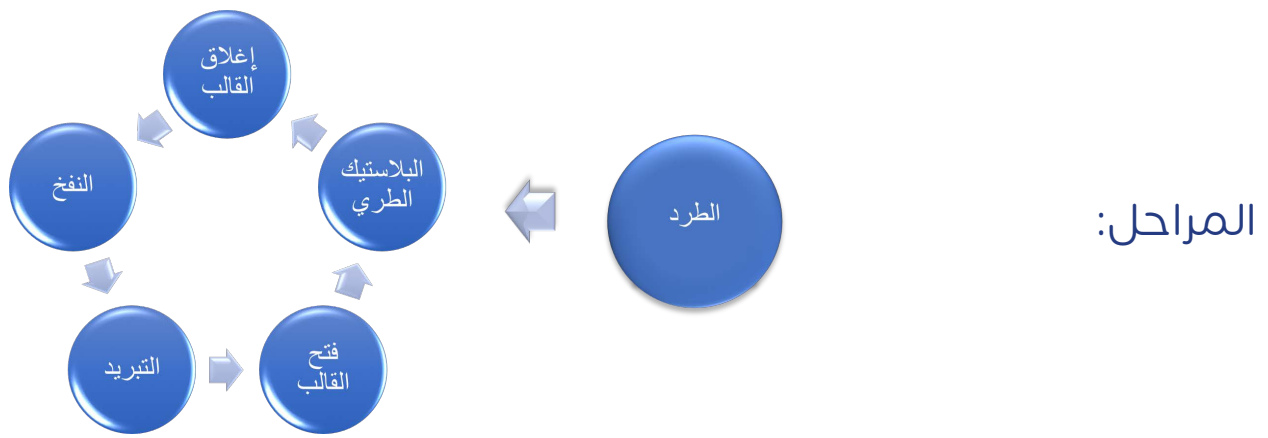 المراحل:
الطرد
البلاستيك
الطري
إغلاق
القالب
النفخ
التبريد
فتح
القالب